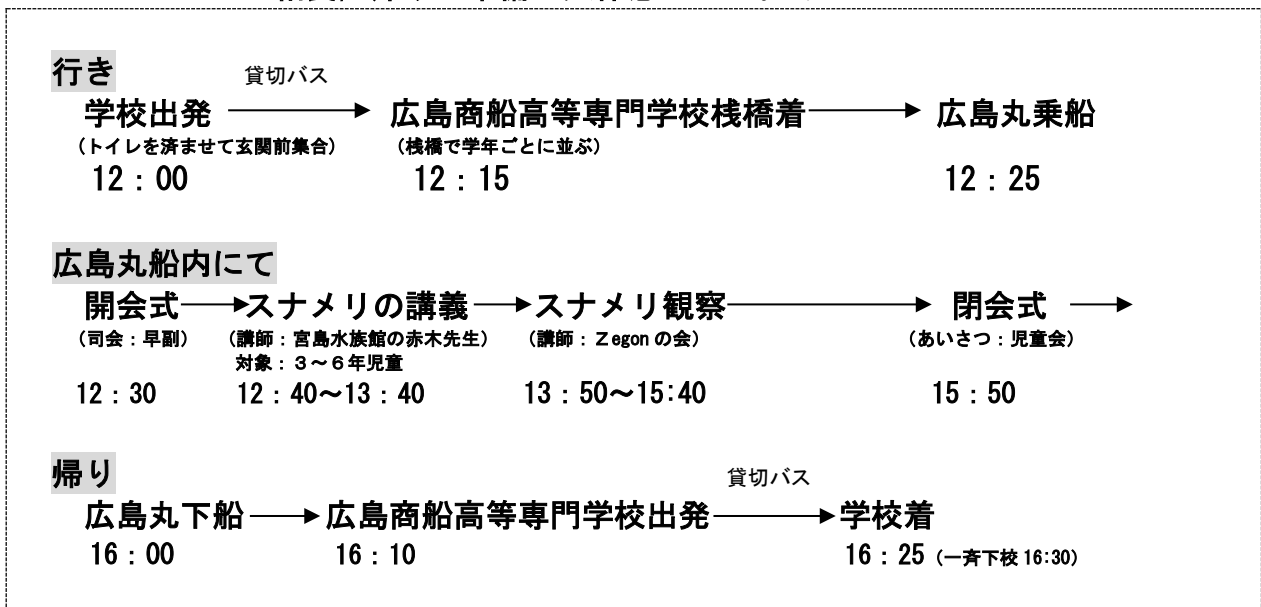 行き
貸切バス
学校出発 広島商船高等専門学校桟橋着 広島丸乗船
(トイレを済ませて玄関前集合) (桟橋で学年ごとに並ぶ)
12:00 12:15 12:25
広島丸船内にて
開会式 スナメリの講義 スナメリ観察 閉会式
(司会:早副) (講師:宮島水族館の赤木先生) (講師:Zegonの会) (あいさつ:児童会)
対象:3~6年児童
12:30 12:40~13:40 13:50~15:40 15:50
帰り
貸切バス
広島丸下船 広島商船高等専門学校出発 学校着
16:00 16:10 16:25 (一斉下校 16:30)